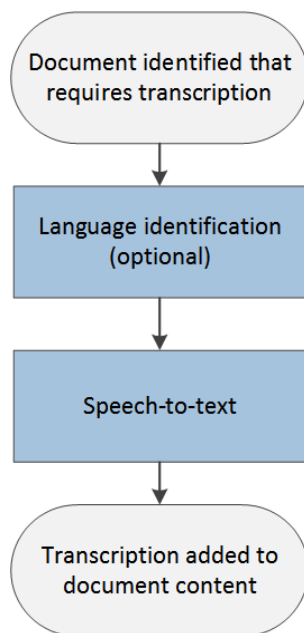 Document identified that
requires transcription
Language identification
(optional)
Speech-to-text
Transcription added to
document content